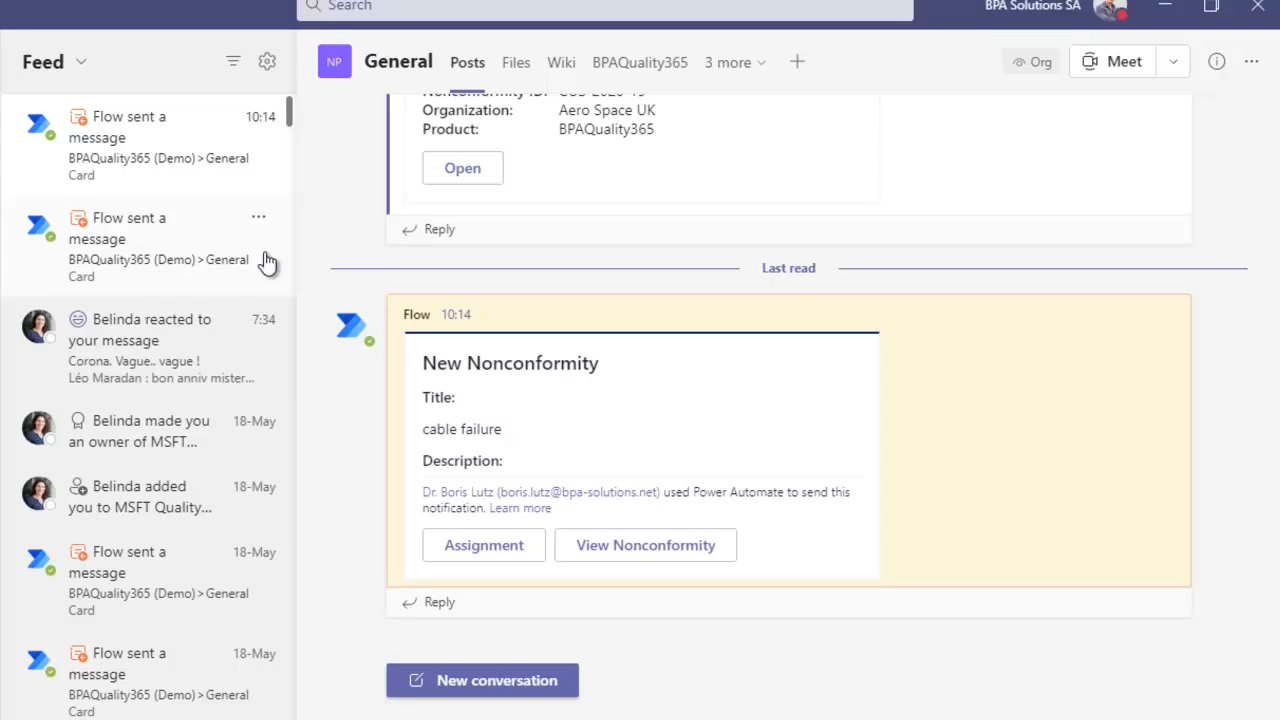 Search
BPA Solutions SA
Feed
NP
General
Posts
Files
Wiki
BPAQuality365
3 more
Org
Meet
Flow sent a
10:14
message
BPAQuality365 (Demo) > General
Card
Flow sent a
message
BPAQuality365 (Demo) > General
Card
Belinda reacted to
7:34
your message
Corona. Vague.. vague !
Léo Maradan : bon anniv mister...
Belinda made you
18-May
an owner of MSFT...
Belinda added
18-May
you to MSFT Quality...
Flow sent a
18-May
message
BPAQuality365 (Demo) > General
Card
Flow sent a
18-May
message
BPAQuality365 (Demo) > General
Card
Organization: Aero Space UK
Product: BPAQuality365
Open
Reply
Last read
Flow 10:14
New Nonconformity
Title:
cable failure
Description:
Dr. Boris Lutz (boris.lutz@bpa-solutions.net) used Power Automate to send this
notification. Learn more
Assignment
View Nonconformity
Reply
New conversation